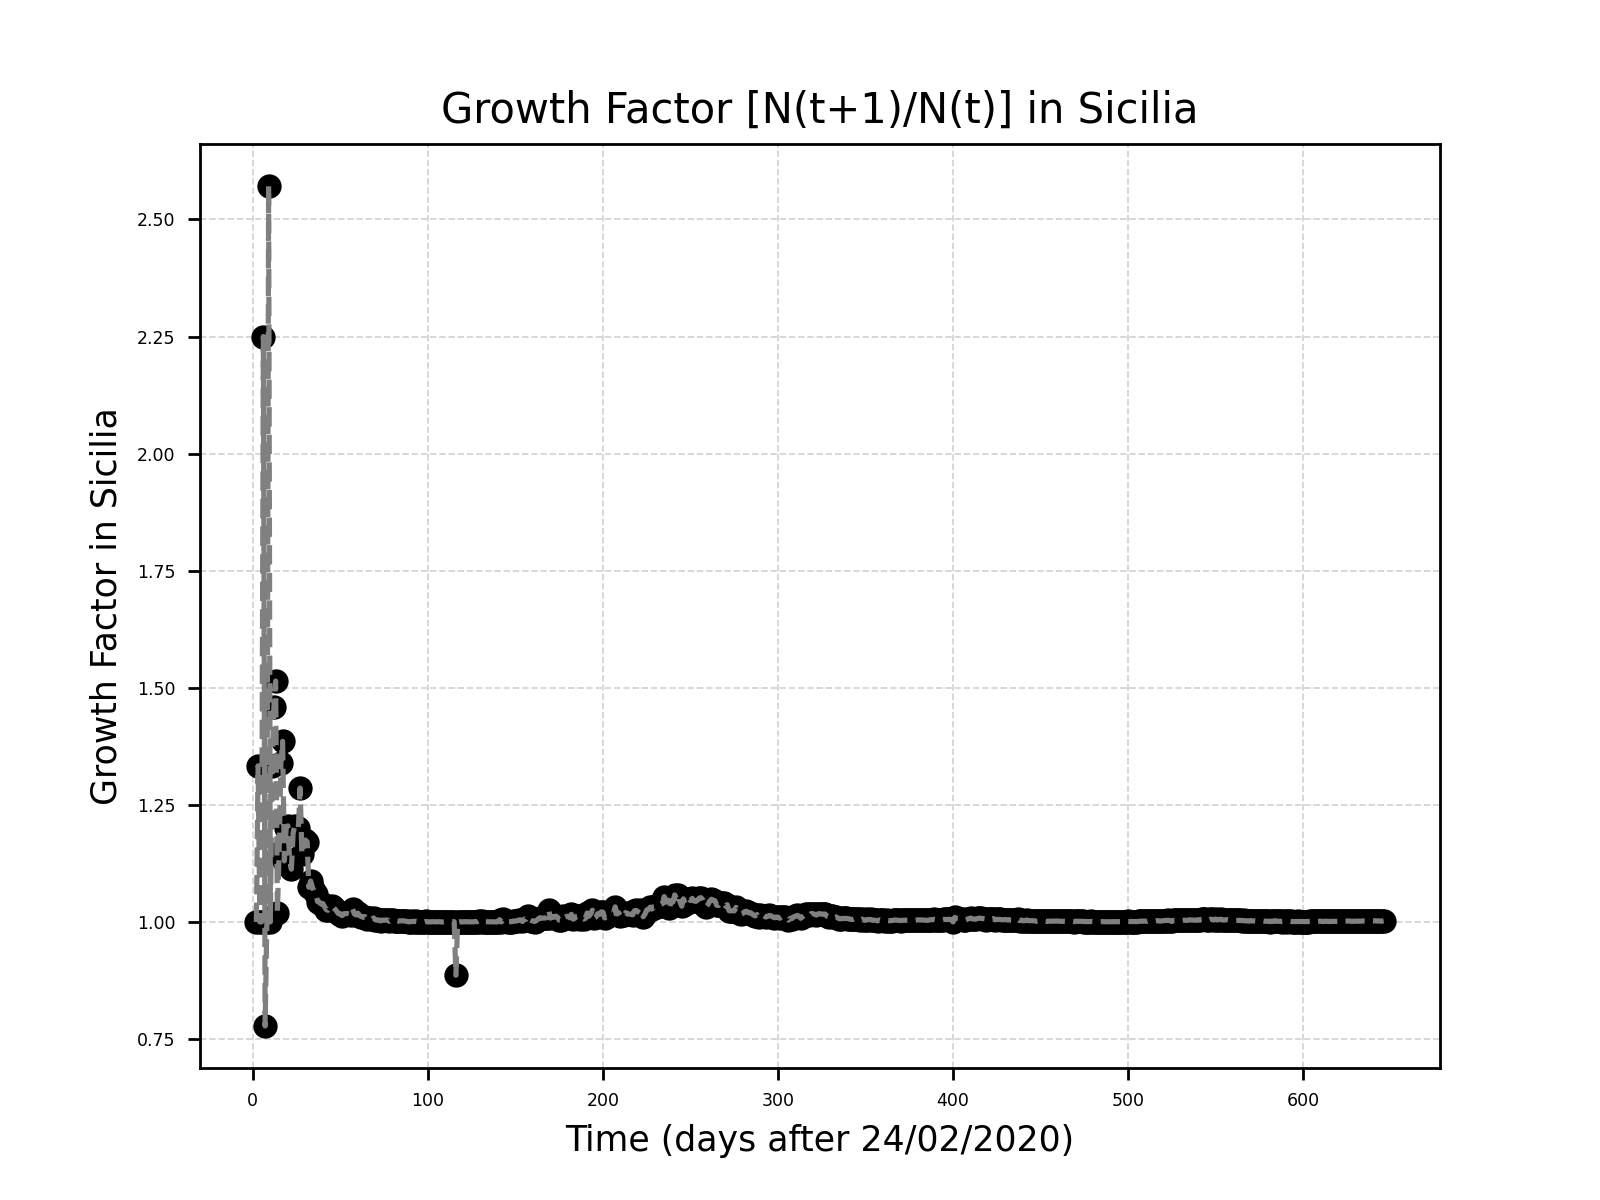 Growth Factor [N(t+1)/N(t)] in Sicilia
Growth Factor in Sicilia
2.50
2.25
2.00
1.75
1.50
1.25
1.00
0.75
0 100 200 300 400 500 600
Time (days after 24/02/2020)